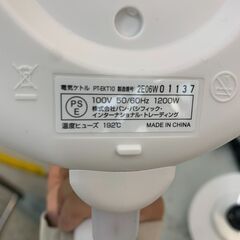 電気ケトル PT-EKT10 製造番号 2E06W01137
PS
E
100V 50/60Hz 1200W
株式会社パン・パシフィック・
インターナショナル・トレーディング
温度ヒューズ 192℃ MADE IN CHINA